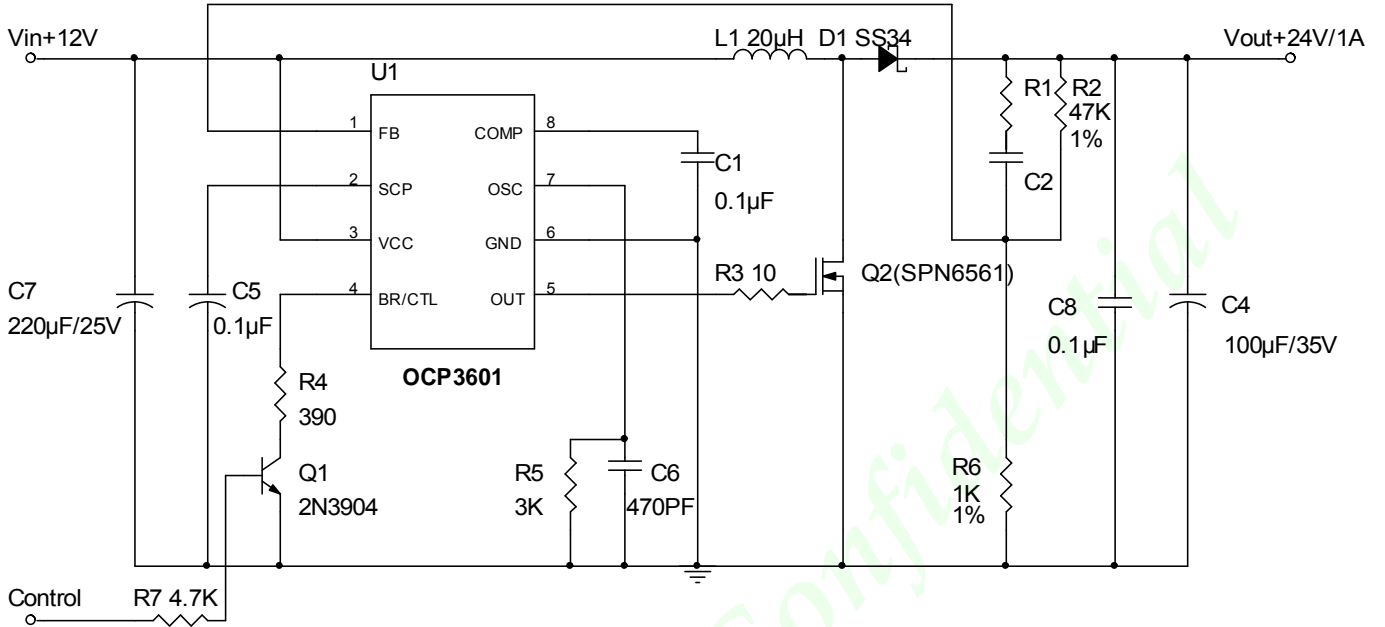 Vin+12V
L1 20µH
D1 SS34
Vout+24V/1A
U1
R1
R2
47K
1%
1
FB
COMP
8
C1
0.1µF
C2
2
SCP
OSC
7
3
VCC
GND
6
R3 10
Q2(SPN6561)
4
BR/CTL
OUT
5
C7
220µF/25V
C5
0.1µF
C8
0.1µF
C4
100µF/35V
OCP3601
R4
390
Q1
2N3904
R5
3K
C6
470PF
R6
1K
1%
Control
R7 4.7K
Confidential